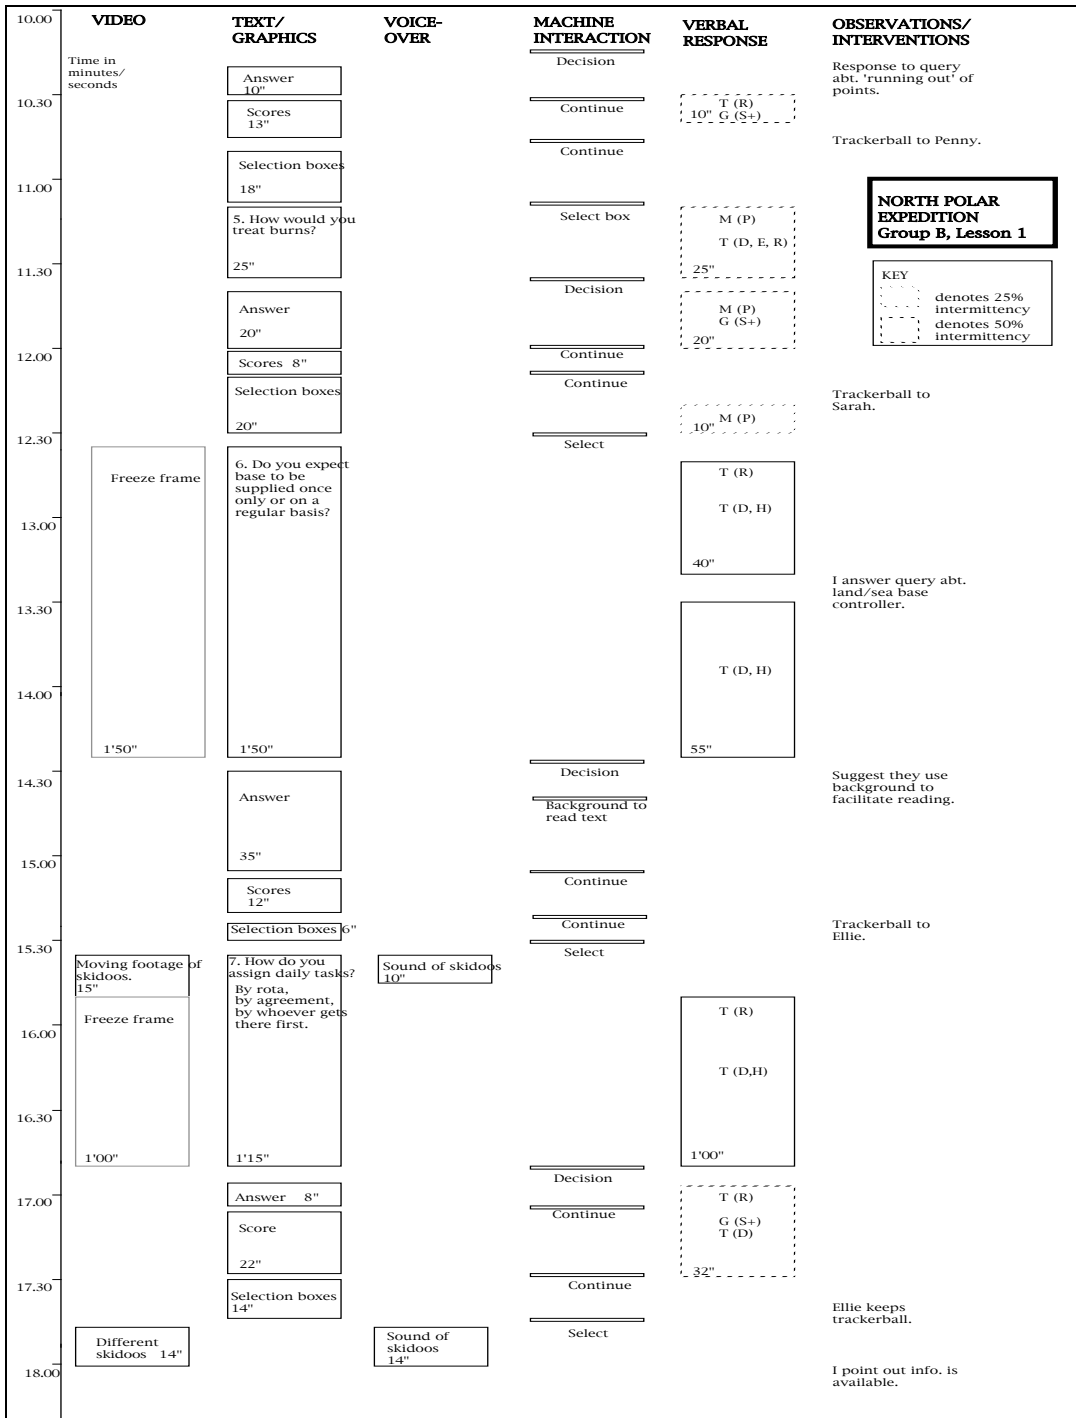 10.00
VIDEO
TEXT/
GRAPHICS
VOICE-
OVER
MACHINE
INTERACTION
VERBAL
RESPONSE
OBSERVATIONS/
INTERVENTIONS
Time in
minutes/
seconds
Decision
Response to query
abt. 'running out' of
points.
Answer
10"
10.30
Scores
13"
Continue
T (R)
10" G (S+)
Continue
Trackerball to Penny.
Selection boxes
18"
11.00
NORTH POLAR
EXPEDITION
Group B, Lesson 1
5. How would you
treat burns?
25"
Select box
M (P)
T (D, E, R)
25"
11.30
KEY
denotes 25%
intermittency
denotes 50%
intermittency
Decision
Answer
20"
M (P)
G (S+)
20"
12.00
Scores 8"
Continue
Selection boxes
20"
Continue
Trackerball to
Sarah.
10" M (P)
12.30
Select
Freeze frame
1'50"
6. Do you expect
base to be
supplied once
only or on a
regular basis?
1'50"
T (R)
T (D, H)
40"
13.00
I answer query abt.
land/sea base
controller.
13.30
T (D, H)
55"
14.00
14.30
Decision
Suggest they use
background to
facilitate reading.
Answer
35"
Background to
read text
15.00
Continue
Scores
12"
Continue
Trackerball to
Ellie.
Selection boxes 6"
15.30
Select
Moving footage of
skidoos.
15"
7. How do you
assign daily tasks?
By rota,
by agreement,
by whoever gets
there first.
1'15"
Sound of skidoos
10"
Freeze frame
1'00"
T (R)
T (D,H)
1'00"
16.00
16.30
Decision
17.00
Answer 8"
T (R)
G (S+)
T (D)
32"
Continue
Score
22"
17.30
Continue
Selection boxes
14"
Ellie keeps
trackerball.
Select
Different
skidoos 14"
Sound of
skidoos
14"
18.00
I point out info. is
available.